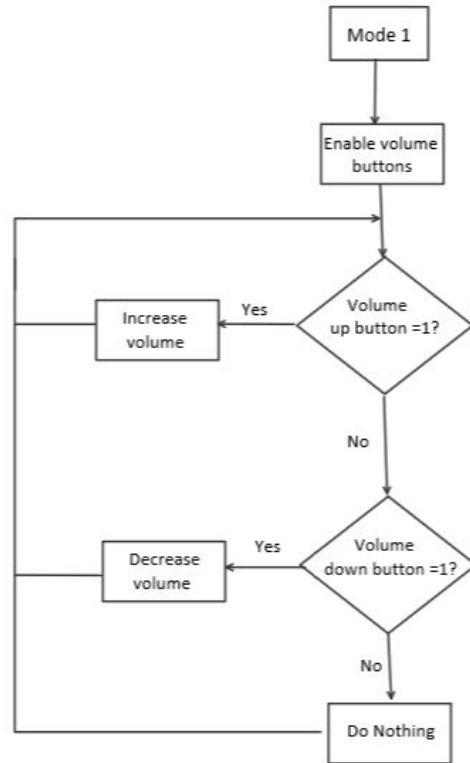 Mode 1
Enable volume
buttons
Volume
up button =1?
Yes
Increase
volume
No
Volume
down button =1?
Yes
Decrease
volume
No
Do Nothing